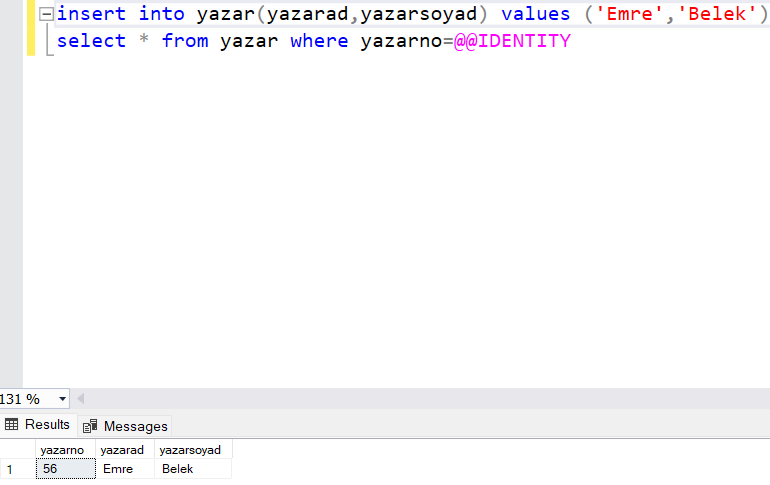 insert into yazar(yazarad,yazarsoyad) values ('Emre','Belek')
select * from yazar where yazarno=@@IDENTITY
131 %
Results Messages
yazarno yazarad yazarsoyad
1 56 Emre Belek